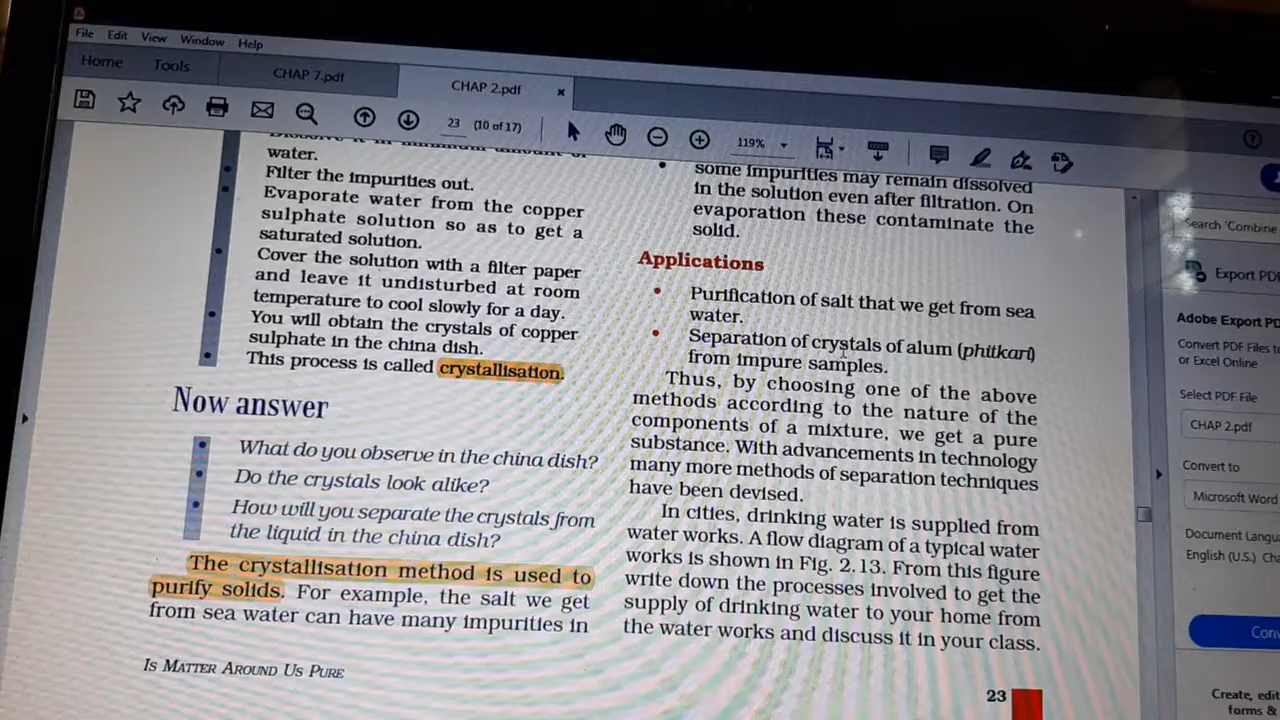 File Edit View Window Help
Home Tools CHAP 7.pdf CHAP 2.pdf ×
23 (10 of 17) 119%
water.
Filter the impurities out.
Evaporate water from the copper
sulphate solution so as to get a
saturated solution.
Cover the solution with a filter paper
and leave it undisturbed at room
temperature to cool slowly for a day.
You will obtain the crystals of copper
sulphate in the china dish.
This process is called crystallisation.
Now answer
What do you observe in the china dish?
Do the crystals look alike?
How will you separate the crystals from
the liquid in the china dish?
The crystallisation method is used to
purify solids. For example, the salt we get
from sea water can have many impurities in
IS MATTER AROUND US PURE
some impurities may remain dissolved
in the solution even after filtration. On
evaporation these contaminate the
solid.
Applications
Purification of salt that we get from sea
water.
Separation of crystals of alum (phitkari)
from impure samples.
Thus, by choosing one of the above
methods according to the nature of the
components of a mixture, we get a pure
substance. With advancements in technology
many more methods of separation techniques
have been devised.
In cities, drinking water is supplied from
water works. A flow diagram of a typical water
works is shown in Fig. 2.13. From this figure
write down the processes involved to get the
supply of drinking water to your home from
the water works and discuss it in your class.
23
Search 'Combine
Export PDF
Adobe Export P
Convert PDF Files t
or Excel Online
Select PDF File
CHAP 2.pdf
Convert to
Microsoft Word
Document Langu
English (U.S.) Ch
Con
Create, edit
forms &